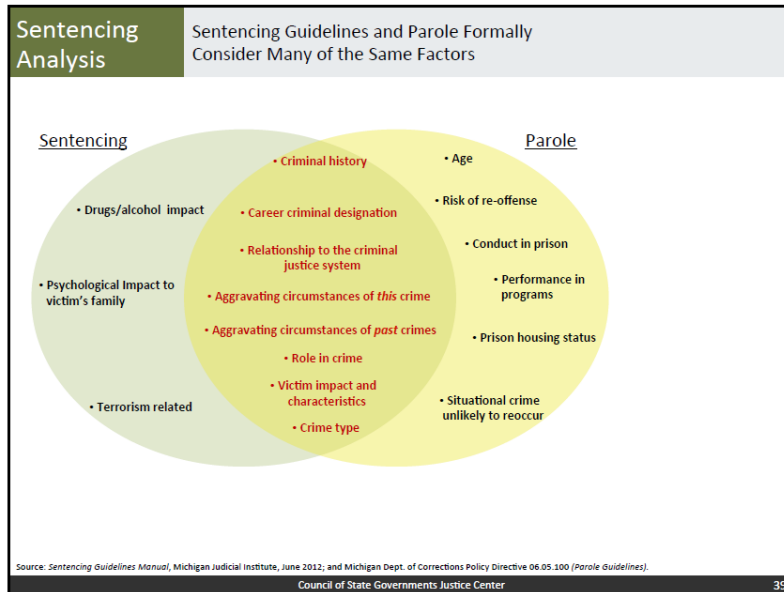 Sentencing
Analysis
Sentencing Guidelines and Parole Formally
Consider Many of the Same Factors
Sentencing
Parole
• Drugs/alcohol impact
• Psychological Impact to
victim's family
• Terrorism related
• Criminal history
• Career criminal designation
• Relationship to the criminal
justice system
• Aggravating circumstances of this crime
• Aggravating circumstances of past crimes
• Role in crime
• Victim impact and
characteristics
• Crime type
• Age
• Risk of re-offense
• Conduct in prison
• Performance in
programs
• Prison housing status
• Situational crime
unlikely to reoccur
Source: Sentencing Guidelines Manual, Michigan Judicial Institute, June 2012; and Michigan Dept. of Corrections Policy Directive 06.05.100 (Parole Guidelines).
Council of State Governments Justice Center
39